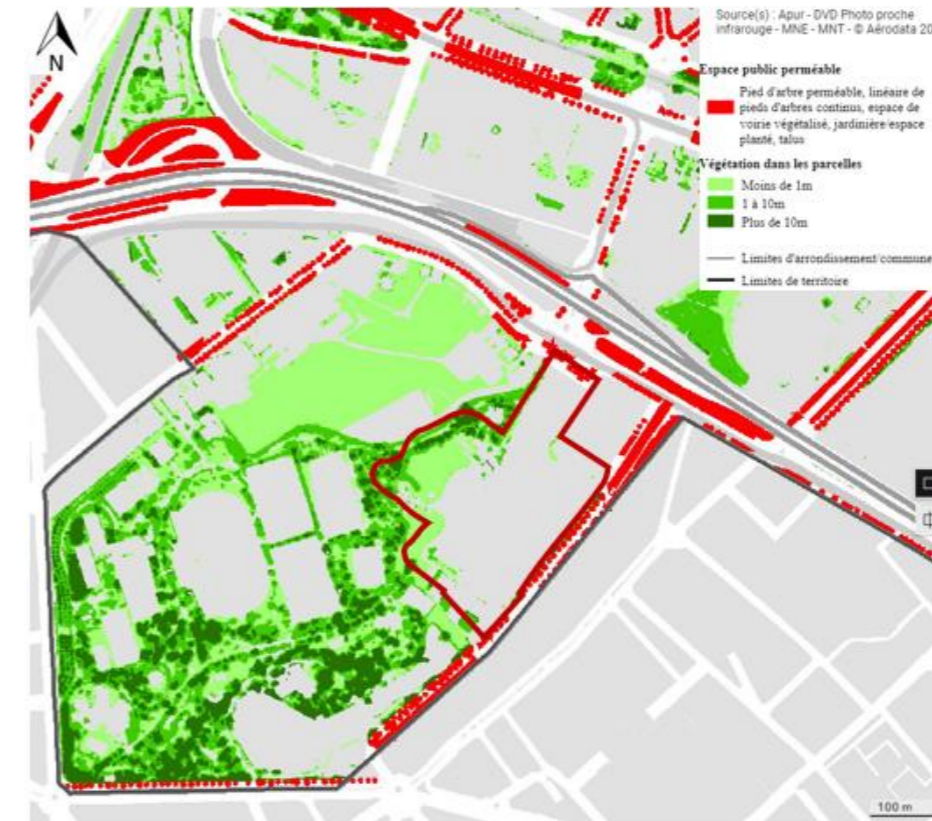 N
Source(s) : Apur - DVD Photo proche
infrarouge - MNE - MNT - © Aérodata 20
Espace public perméable
Pied d'arbre perméable, linéaire de
pieds d'arbres continus, espace de
voirie végétalisé, jardinière/espace
planté, talus
Végétation dans les parcelles
Moins de 1m
1 à 10m
Plus de 10m
Limites d'arrondissement/commune
Limites de territoire
100 m